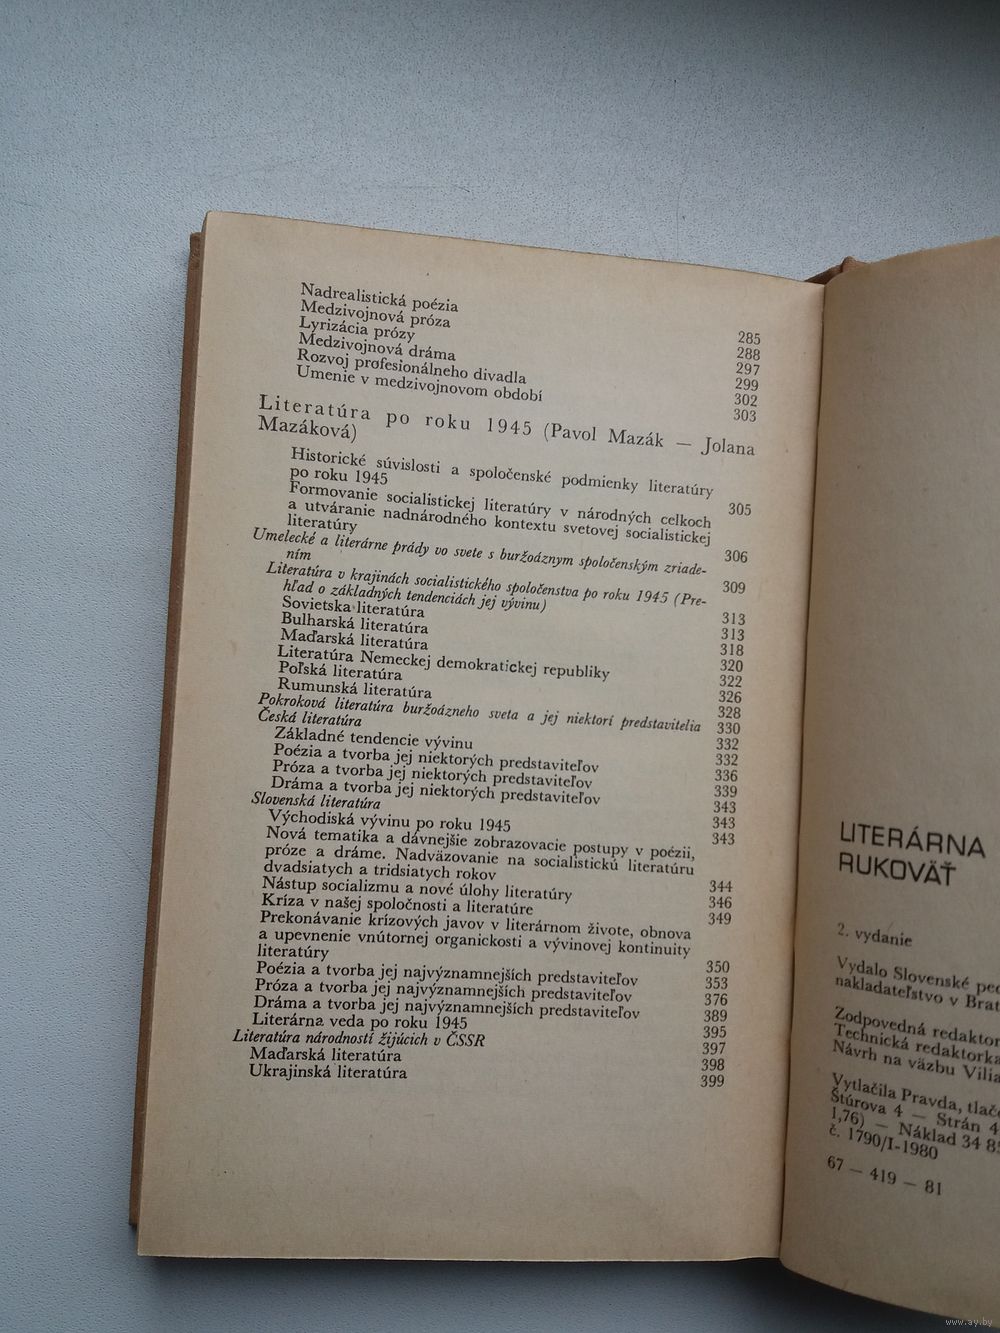 Nadrealistická poézia 285
Medzivojnová próza 288
Lyrizácia prózy 297
Medzivojnová dráma 299
Rozvoj profesionálneho divadla 302
Umenie v medzivojnovom období 303
Literatúra po roku 1945 (Pavol Mazák — Jolana
Mazáková)
Historické súvislosti a spoločenské podmienky literatúry
po roku 1945 305
Formovanie socialistickej literatúry v národných celkoch
a utváranie nadnárodného kontextu svetovej socialistickej
literatúry 306
Umelecké a literárne prády vo svete s buržoáznym spoločenským zriade-
ním 309
Literatúra v krajinách socialistického spoločenstva po roku 1945 (Pre-
hľad o základných tendenciách jej vývinu) 313
Sovietska literatúra 313
Bulharská literatúra 318
Maďarská literatúra 320
Literatúra Nemeckej demokratickej republiky 322
Poľská literatúra 326
Rumunská literatúra 328
Pokroková literatúra buržoázneho sveta a jej niektorí predstavitelia 330
Česká literatúra 332
Základné tendencie vývinu 332
Poézia a tvorba jej niektorých predstaviteľov 336
Próza a tvorba jej niektorých predstaviteľov 339
Dráma a tvorba jej niektorých predstaviteľov 343
Slovenská literatúra 343
Východiská vývinu po roku 1945 343
Nová tematika a dávnejšie zobrazovacie postupy v poézii,
próze a dráme. Nadväzovanie na socialistickú literatúru
dvadsiatych a tridsiatych rokov 344
Nástup socializmu a nové úlohy literatúry 346
Kríza v našej spoločnosti a literatúre 349
Prekonávanie krízových javov v literárnom živote, obnova
a upevnenie vnútornej organickosti a vývinovej kontinuity
literatúry 350
Poézia a tvorba jej najvýznamnejších predstaviteľov 353
Próza a tvorba jej najvýznamnejších predstaviteľov 376
Dráma a tvorba jej najvýznamnejších predstaviteľov 389
Literárna veda po roku 1945 395
Literatúra národností žijúcich v ČSSR 397
Maďarská literatúra 398
Ukrajinská literatúra 399
LITERÁRNA
RUKOVÄŤ
2. vydanie
Vydalo Slovenské
nakladateľstvo v
Zodpovedná
Technická
Návrh na väzbu
Vytlačila Pravda,
Štúrova 4 — Strán
1,76) — Náklad 34
č. 1790/I-1980
67 — 419 — 81
www.ay.by